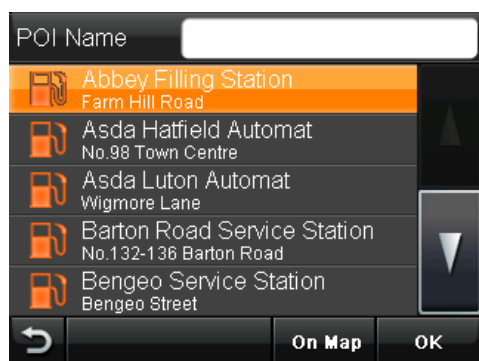 POI Name
Abbey Filling Station
Farm Hill Road
Asda Hatfield Automat
No.98 Town Centre
Asda Luton Automat
Wigmore Lane
Barton Road Service Station
No.132-136 Barton Road
Bengeo Service Station
Bengeo Street
On Map OK